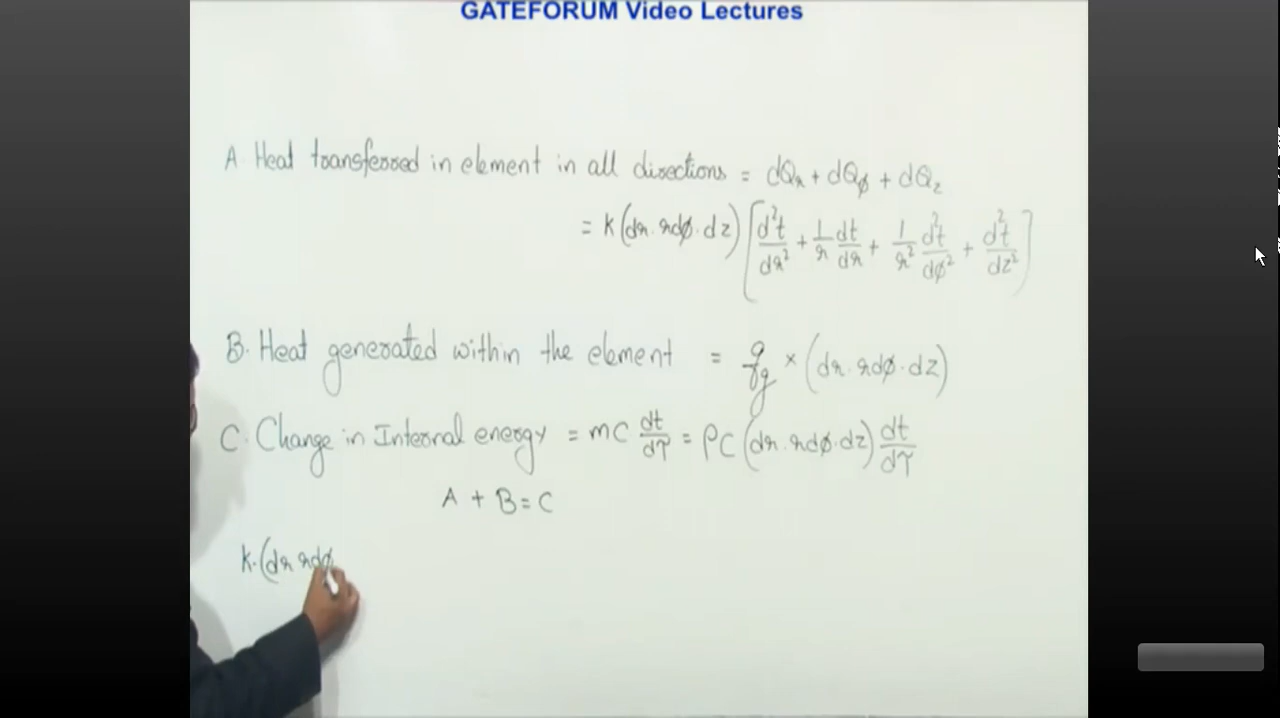 GATEFORUM Video Lectures
A. Heat transferred in element in all directions = dQr + dQφ + dQz
= K(dr.rdφ.dz)[d²t/dr² + 1/r dt/dr + 1/r² d²t/dφ² + d²t/dz²]
B. Heat generated within the element = qg × (dr.rdφ.dz)
C. Change in Internal energy = mC dt/dτ = ρC(dr.rdφ.dz) dt/dτ
A + B = C
K.(dr rdφ